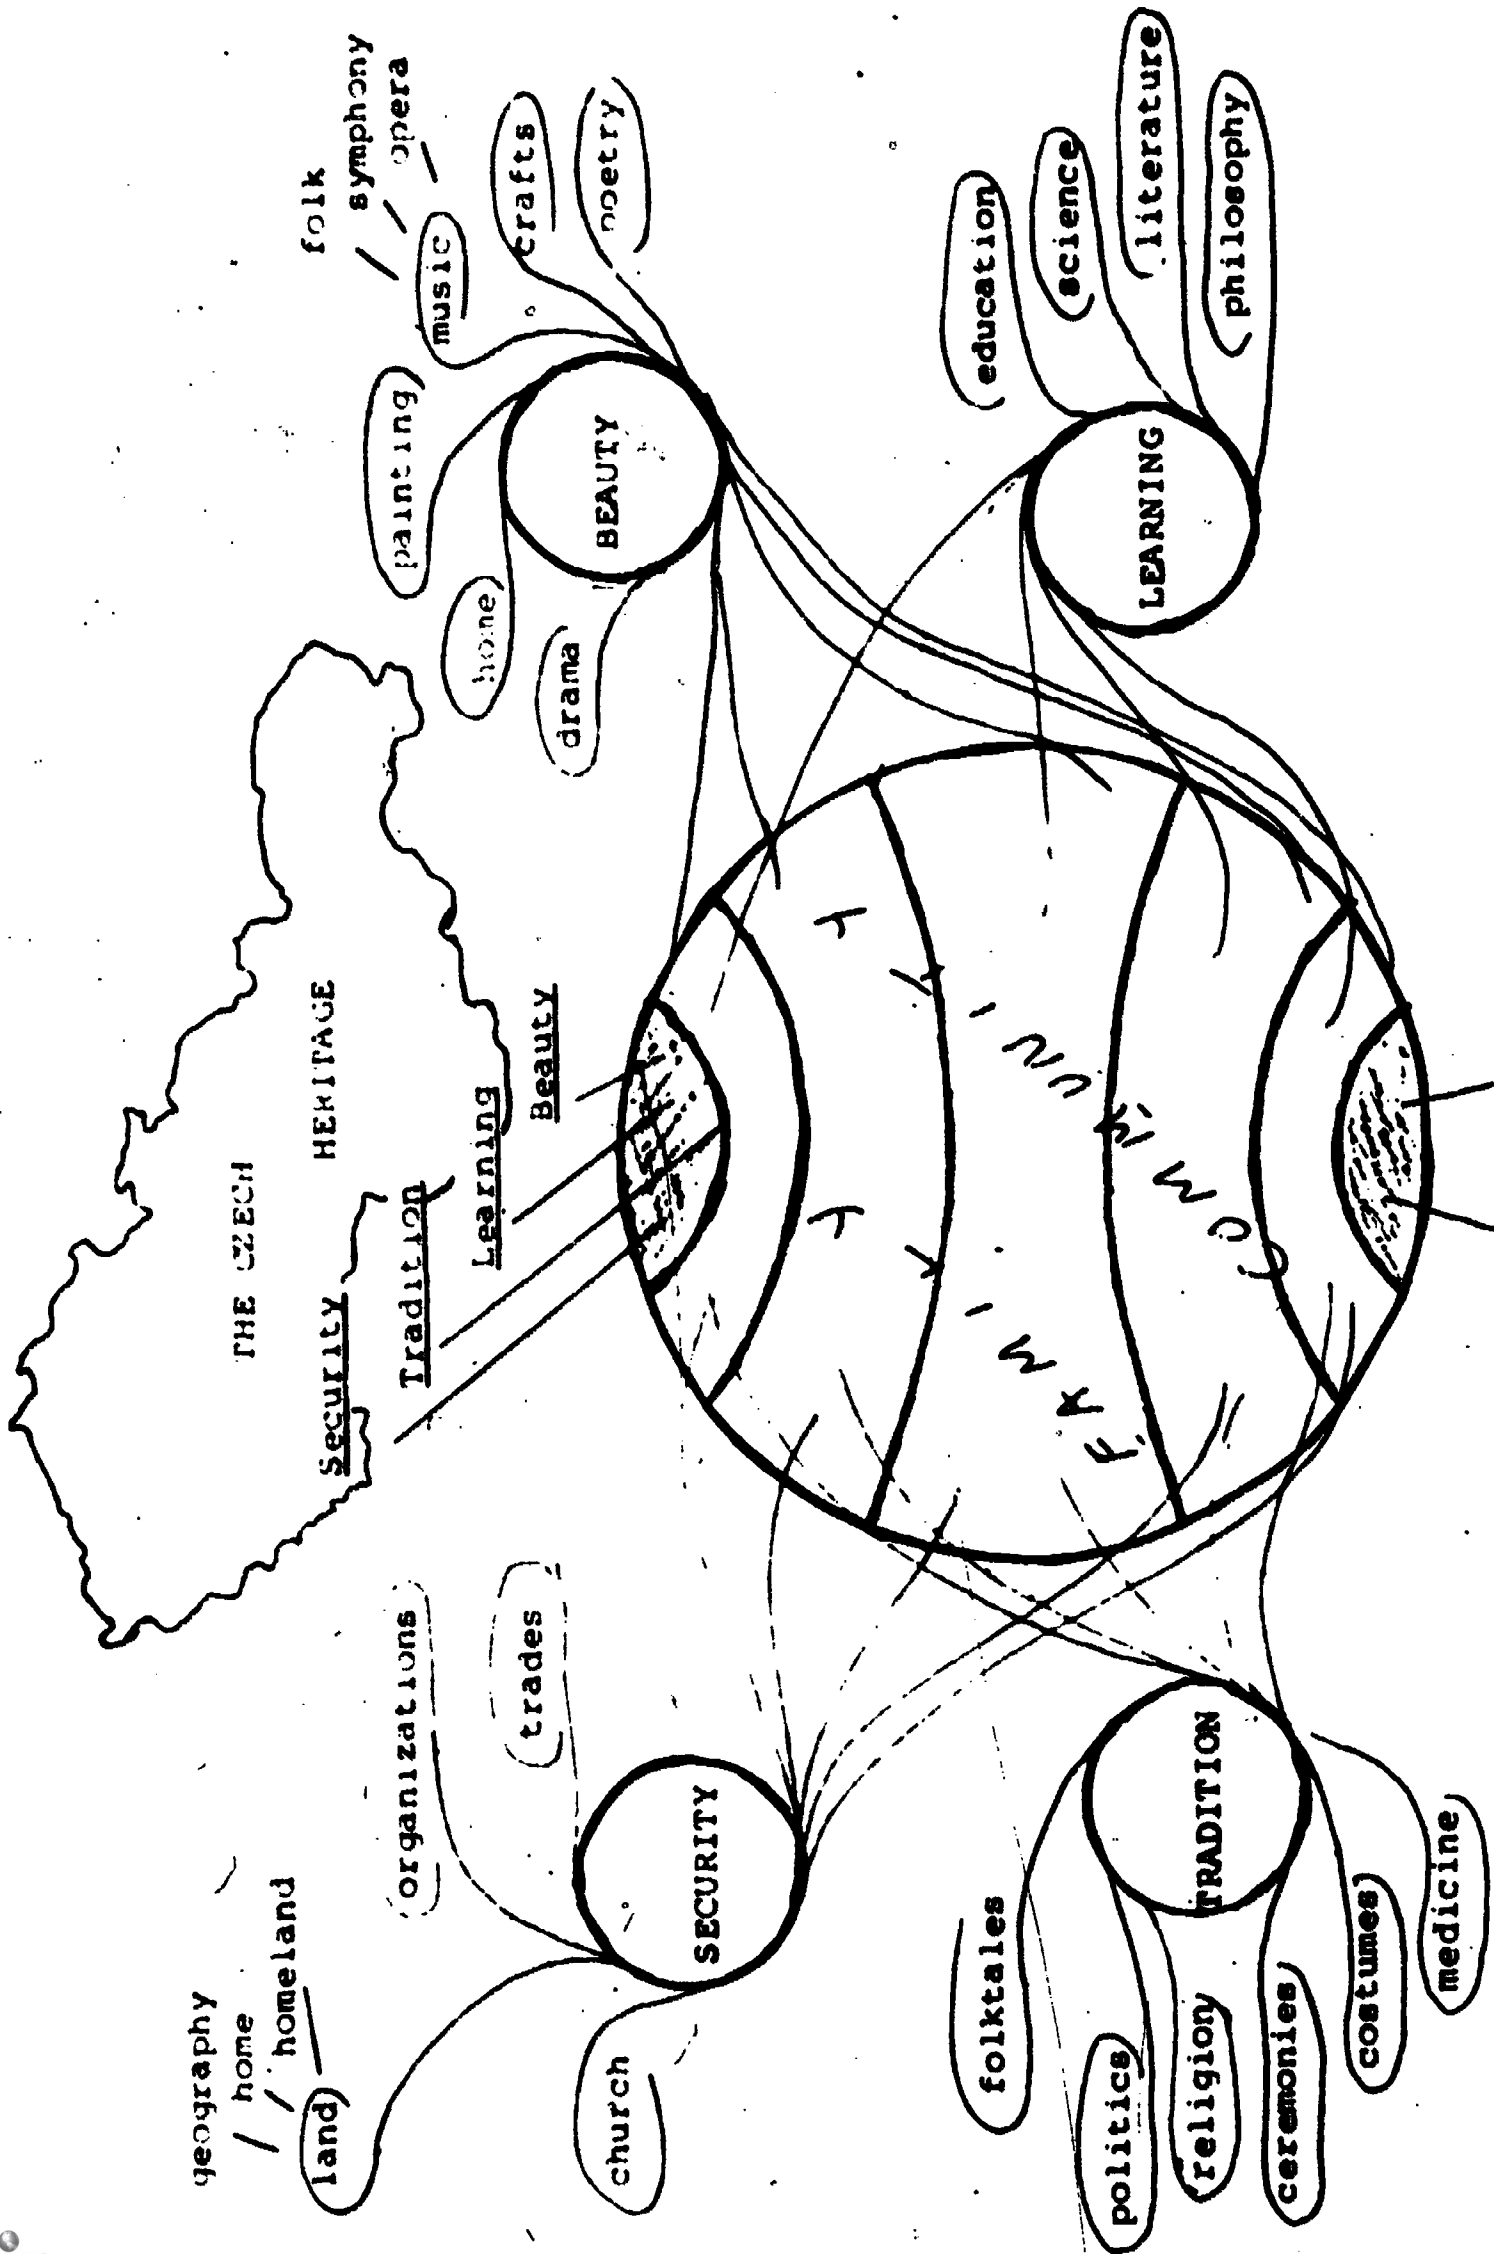 THE CZECH
HERITAGE
Security
Tradition
Learning
Beauty
geography
home
homeland
land
organizations
trades
church
SECURITY
folk
symphony
opera
music
painting
crafts
poetry
home
drama
BEAUTY
FAMILY
COMMUNITY
folktales
politics
religion
ceremonies
costumes
medicine
TRADITION
education
science
literature
philosophy
LEARNING